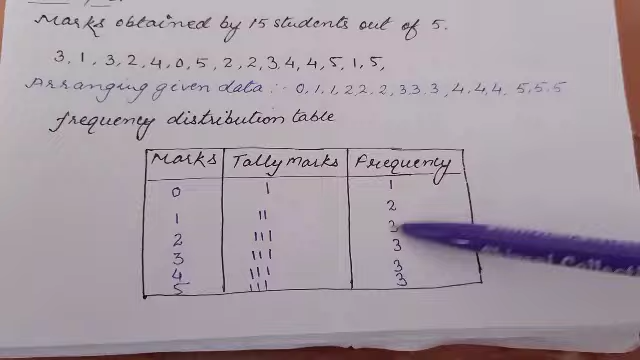 Marks obtained by 15 students out of 5.
3, 1, 3, 2, 4, 0, 5, 2, 2, 3, 4, 4, 5, 1, 5,
Arranging given data :- 0, 1, 1, 2, 2, 2, 3, 3, 3, 4, 4, 4, 5, 5, 5
frequency distribution table
Marks Tally marks Frequency
0 | 1
1 || 2
2 ||| 3
3 ||| 3
4 ||| 3
5 ||| 3